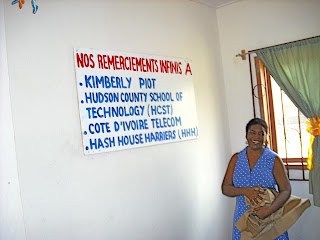 NOS REMERCIEMENTS INFINIS A
• KIMBERLY PIOT
• HUDSON COUNTY SCHOOL OF
TECHNOLOGY (HCST)
• COTE D'IVOIRE TELECOM
• HASH HOUSE HARRIERS (HHH)